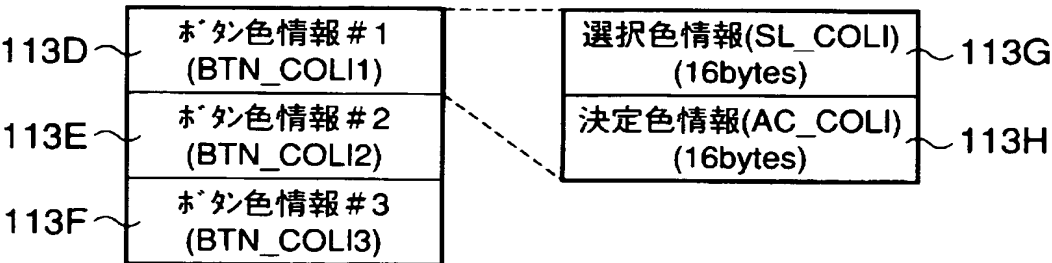 113D
ﾎﾞﾀﾝ色情報#1
(BTN_COLI1)
113E
ﾎﾞﾀﾝ色情報#2
(BTN_COLI2)
113F
ﾎﾞﾀﾝ色情報#3
(BTN_COLI3)
選択色情報(SL_COLI)
(16bytes)
113G
決定色情報(AC_COLI)
(16bytes)
113H